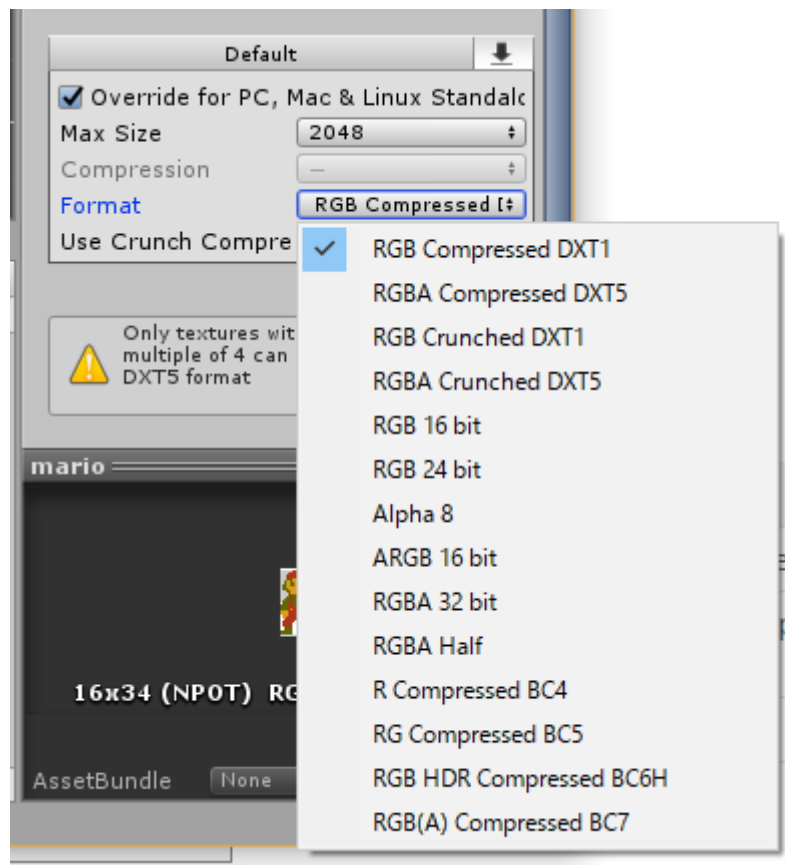 Default
Override for PC, Mac & Linux Standalo
Max Size 2048
Compression —
Format RGB Compressed [
Use Crunch Compre
RGB Compressed DXT1
RGBA Compressed DXT5
RGB Crunched DXT1
RGBA Crunched DXT5
RGB 16 bit
RGB 24 bit
Alpha 8
ARGB 16 bit
RGBA 32 bit
RGBA Half
R Compressed BC4
RG Compressed BC5
RGB HDR Compressed BC6H
RGB(A) Compressed BC7
Only textures wit
multiple of 4 can
DXT5 format
mario
16x34 (NPOT) RG
AssetBundle None